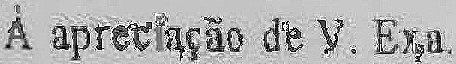 À apreciação de V. Exa.